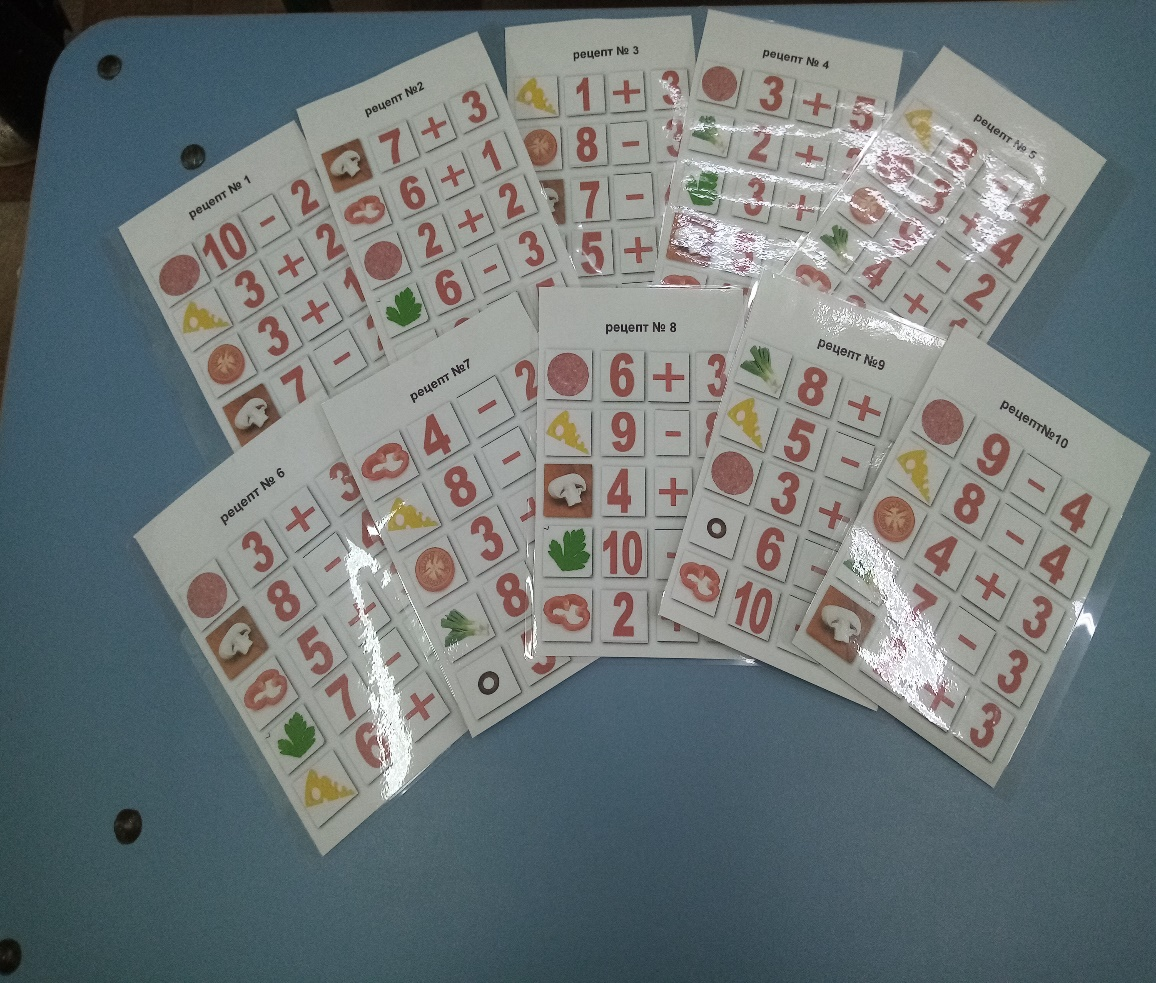 рецепт № 1
10 - 2
3 + 2
3 + 1
7 -
рецепт №2
7 + 3
6 + 1
2 + 2
6 - 3
рецепт № 3
1 + 3
8 -
7 -
5 +
рецепт № 4
3 + 5
2 +
3 +
рецепт № 5
- 4
3 + 4
- 2
4 +
рецепт № 6
3 + 3
8 -
5 +
7 -
6 +
рецепт №7
4 - 2
8 -
3 +
8
рецепт № 8
6 + 3
9 -
4 +
10 -
2
рецепт №9
8 +
5 -
3 +
6 -
10
рецепт№10
9 - 4
8 - 4
4 + 3
7 - 3
+ 3